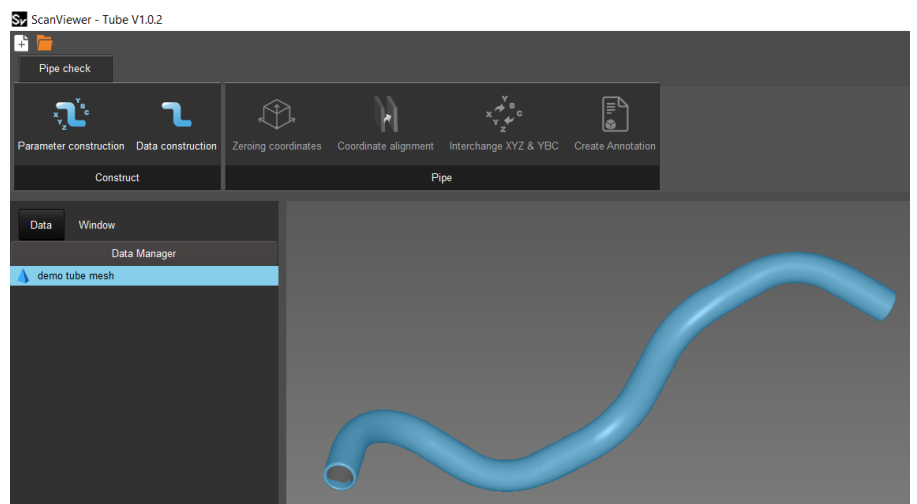 Sv ScanViewer - Tube V1.0.2
Pipe check
X Y Z Y B C
X Y Z Y B C
Parameter construction Data construction Zeroing coordinates Coordinate alignment Interchange XYZ & YBC Create Annotation
Construct Pipe
Data Window
Data Manager
demo tube mesh